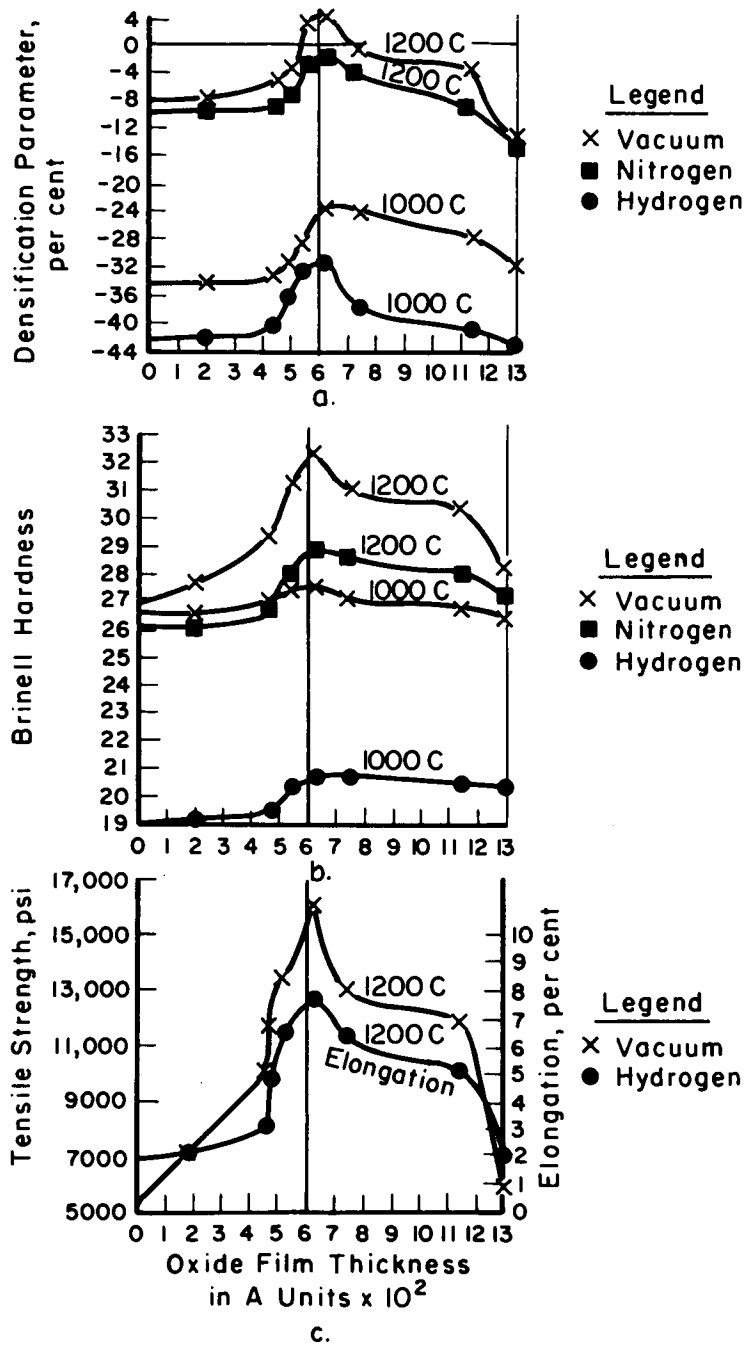 Densification Parameter,
per cent
4
0
-4
-8
-12
-16
-20
-24
-28
-32
-36
-40
-44
1200 C
1200 C
1000 C
1000 C
0 1 2 3 4 5 6 7 8 9 10 11 12 13
a.
Legend
Vacuum
Nitrogen
Hydrogen
Brinell Hardness
33
32
31
30
29
28
27
26
25
24
23
22
21
20
19
1200 C
1200 C
1000 C
1000 C
0 1 2 3 4 5 6 7 8 9 10 11 12 13
b.
Legend
Vacuum
Nitrogen
Hydrogen
Tensile Strength, psi
17,000
15,000
13,000
11,000
9000
7000
5000
1200 C
1200 C
Elongation
10
9
8
7
6
5
4
3
2
1
0
Elongation, per cent
0 1 2 3 4 5 6 7 8 9 10 11 12 13
Oxide Film Thickness
in A Units x 10²
c.
Legend
Vacuum
Hydrogen